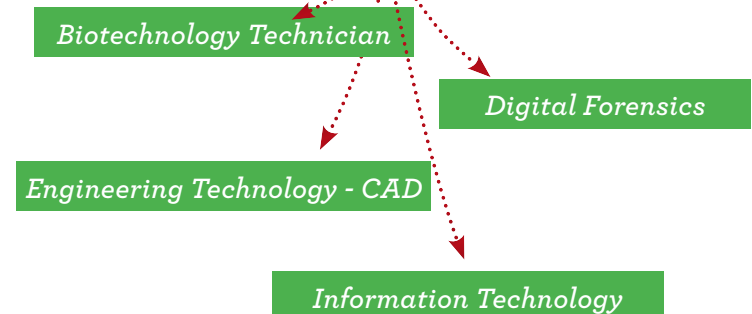 Biotechnology Technician
Digital Forensics
Engineering Technology - CAD
Information Technology